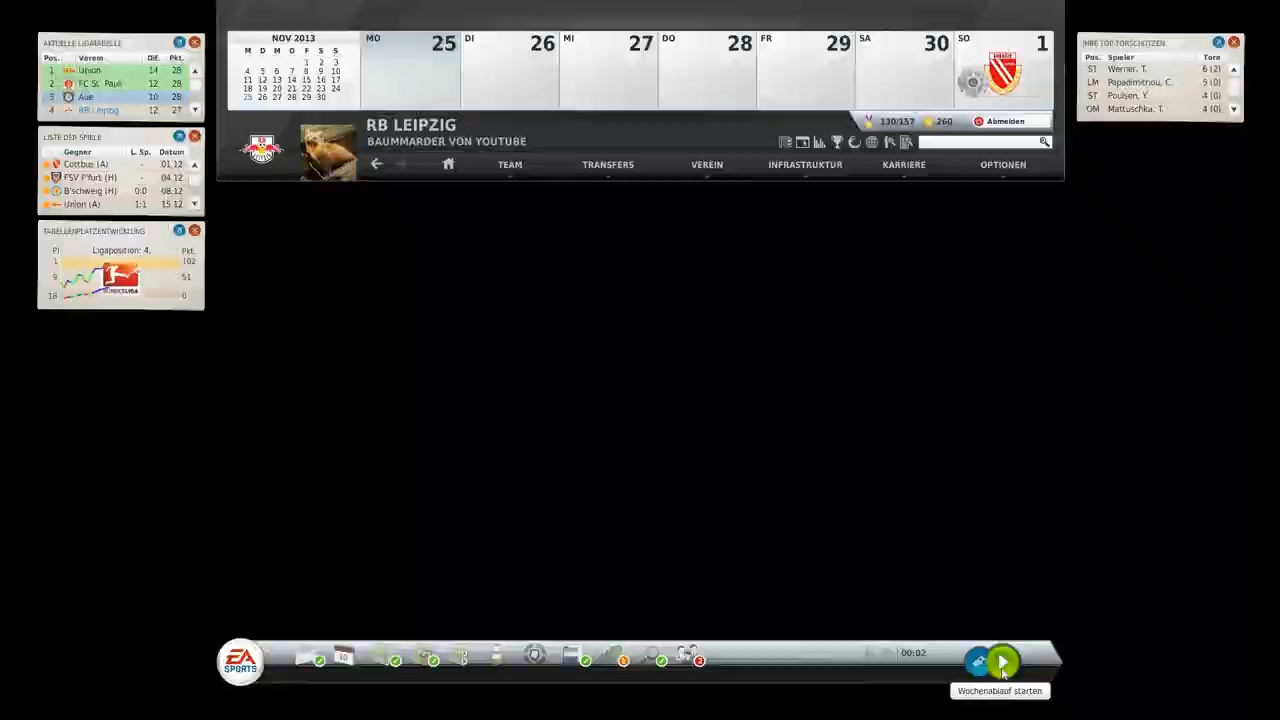 AKTUELLE LIGATABELLE
Pos. Verein Dif. Pkt.
1 Union 14 28
2 FC St. Pauli 12 28
3 Aue 10 28
4 RB Leipzig 12 27
LISTE DER SPIELE
Gegner L. Sp. Datum
Cottbus (A) - 01.12
FSV F'furt (H) - 04.12
B'schweig (H) 0:0 08.12
Union (A) 1:1 15.12
TABELLENPLATZENTWICKLUNG
Pl Ligaposition: 4. Pkt.
1 102
9 51
18 0
BUNDESLIGA
NOV 2013
M D M D F S S
1 2 3
4 5 6 7 8 9 10
11 12 13 14 15 16 17
18 19 20 21 22 23 24
25 26 27 28 29 30
MO 25 DI 26 MI 27 DO 28 FR 29 SA 30 SO 1
ENERGIE
RB LEIPZIG
BAUMMARDER VON YOUTUBE
130/157 260 Abmelden
TEAM TRANSFERS VEREIN INFRASTRUKTUR KARRIERE OPTIONEN
IHRE TOP-TORSCHÜTZEN
Pos. Spieler Tore
ST Werner, T. 6 (2)
LM Papadimitriou, C. 5 (0)
ST Poulsen, Y. 4 (0)
OM Mattuschka, T. 4 (0)
EA
SPORTS
10
1
2
00:02
Wochenablauf starten